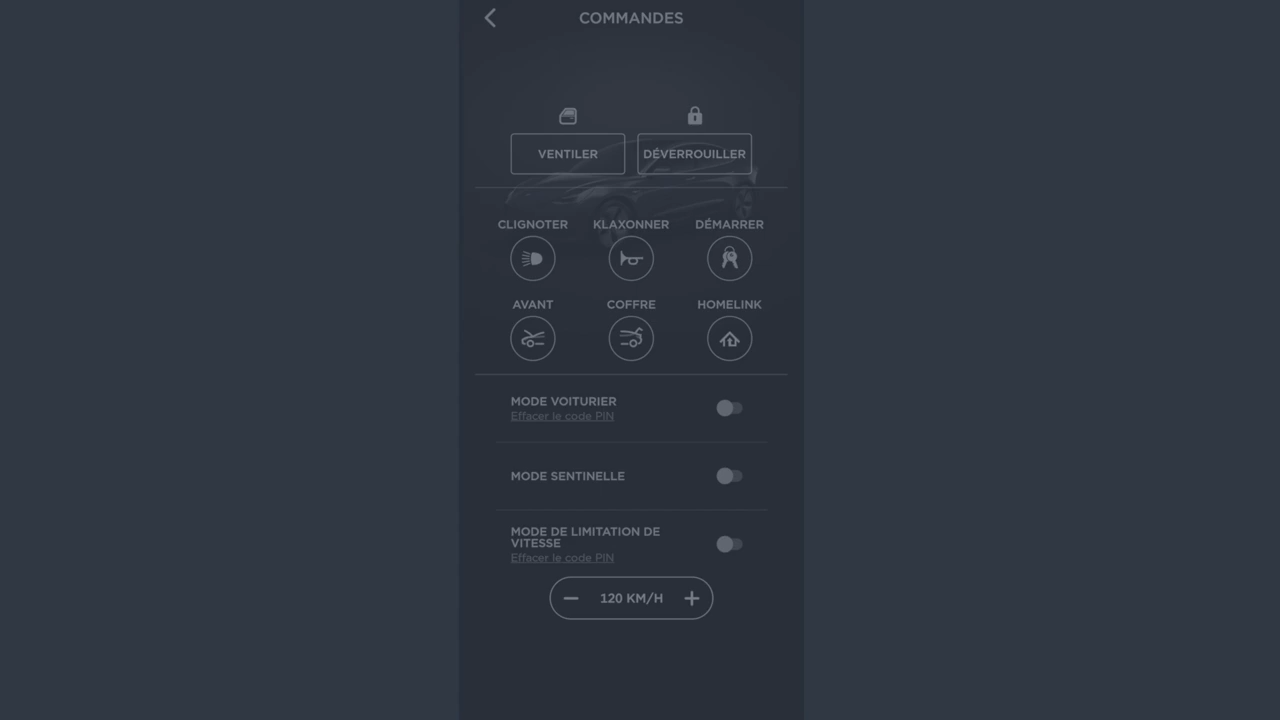 COMMANDES
VENTILER
DÉVERROUILLER
CLIGNOTER
KLAXONNER
DÉMARRER
AVANT
COFFRE
HOMELINK
MODE VOITURIER
Effacer le code PIN
MODE SENTINELLE
MODE DE LIMITATION DE
VITESSE
Effacer le code PIN
120 KM/H